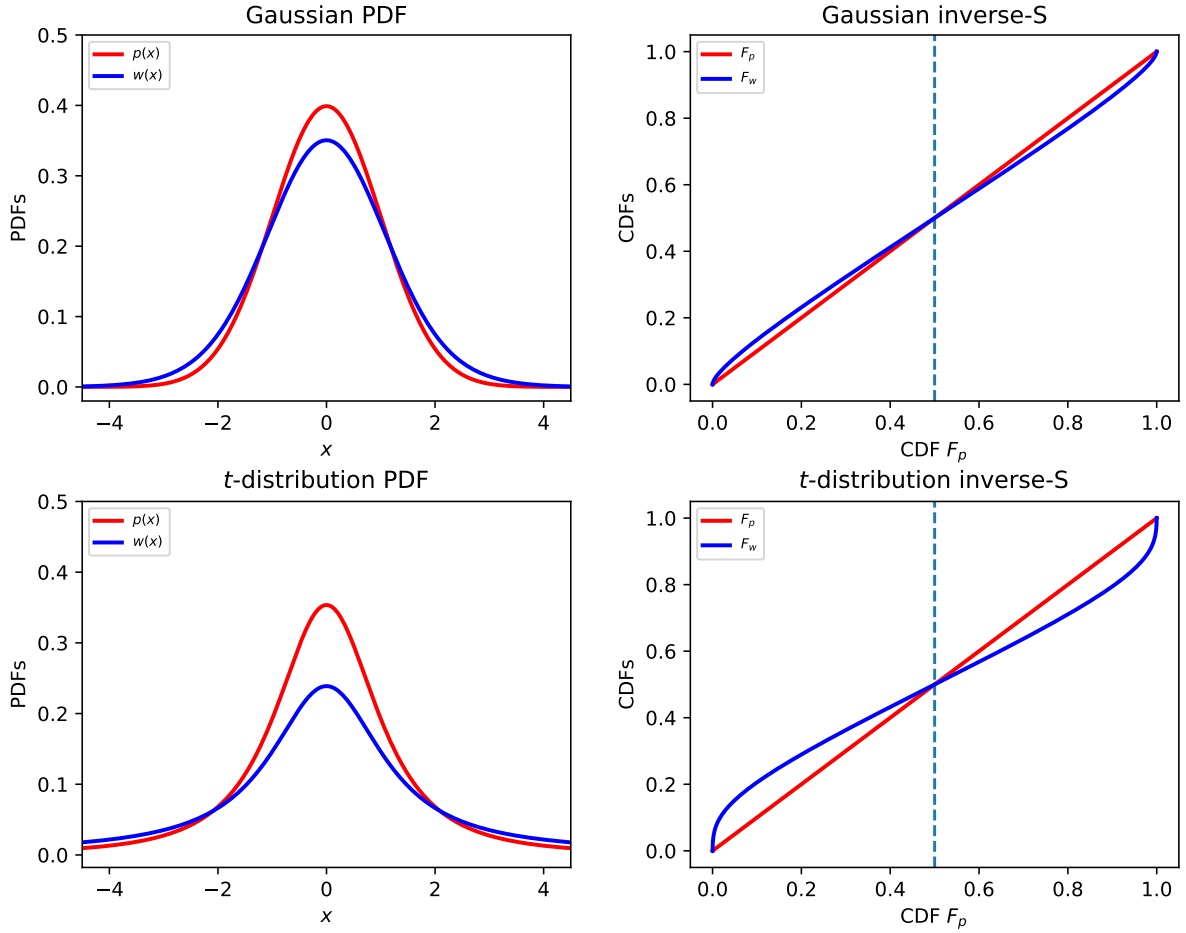 Gaussian PDF
p(x)
w(x)
0.5
0.4
0.3
0.2
0.1
0.0
PDFs
−4 −2 0 2 4
x
Gaussian inverse-S
F_p
F_w
1.0
0.8
0.6
0.4
0.2
0.0
CDFs
0.0 0.2 0.4 0.6 0.8 1.0
CDF F_p
t-distribution PDF
p(x)
w(x)
0.5
0.4
0.3
0.2
0.1
0.0
PDFs
−4 −2 0 2 4
x
t-distribution inverse-S
F_p
F_w
1.0
0.8
0.6
0.4
0.2
0.0
CDFs
0.0 0.2 0.4 0.6 0.8 1.0
CDF F_p